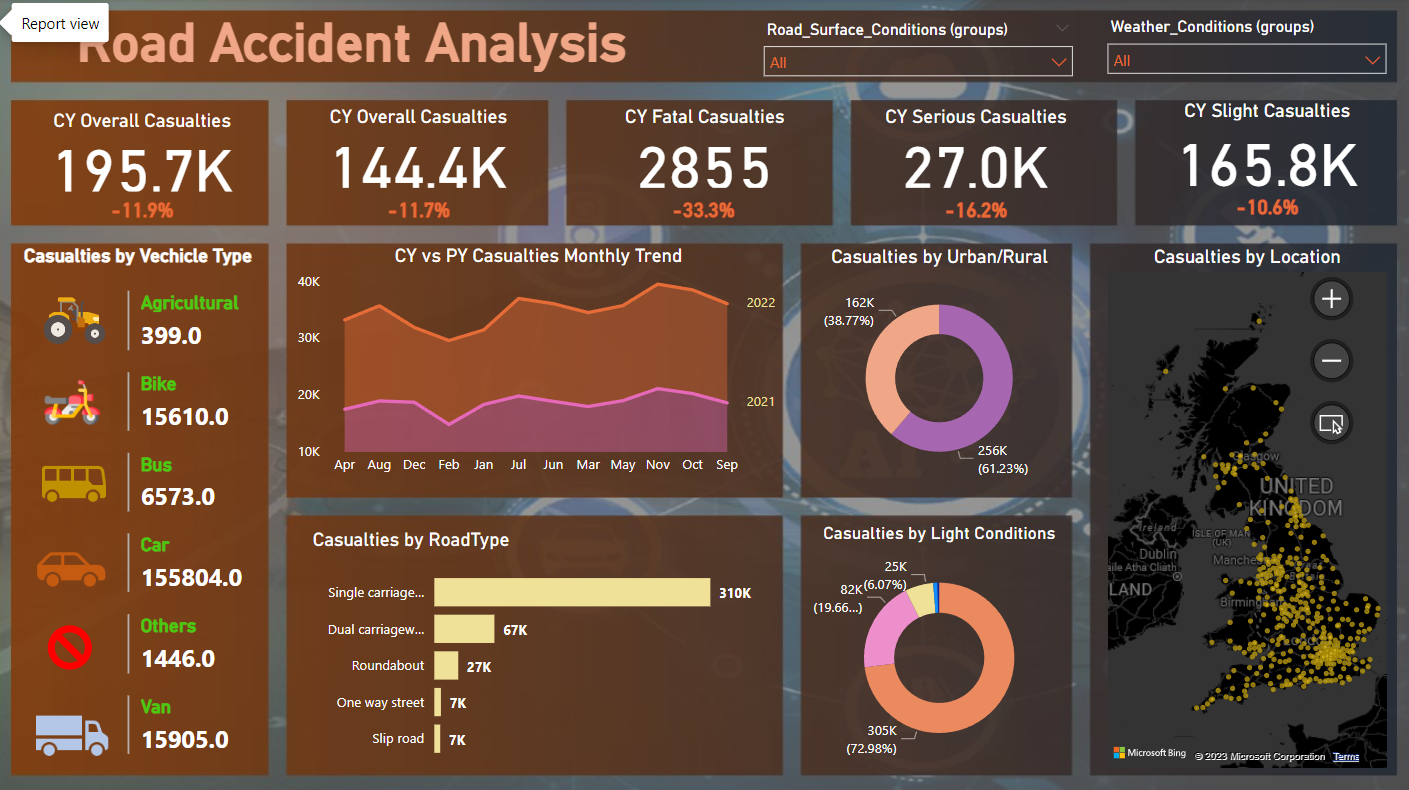 Report view
Road Accident Analysis
Road_Surface_Conditions (groups)
All
Weather_Conditions (groups)
All
CY Overall Casualties
195.7K
-11.9%
CY Overall Casualties
144.4K
-11.7%
CY Fatal Casualties
2855
-33.3%
CY Serious Casualties
27.0K
-16.2%
CY Slight Casualties
165.8K
-10.6%
Casualties by Vechicle Type
Agricultural
399.0
Bike
15610.0
Bus
6573.0
Car
155804.0
Others
1446.0
Van
15905.0
CY vs PY Casualties Monthly Trend
40K
30K
20K
10K
2022
2021
Apr Aug Dec Feb Jan Jul Jun Mar May Nov Oct Sep
Casualties by Urban/Rural
162K
(38.77%)
256K
(61.23%)
Casualties by RoadType
Single carriage... 310K
Dual carriagew... 67K
Roundabout 27K
One way street 7K
Slip road 7K
Casualties by Light Conditions
25K
(6.07%)
82K
(19.66...)
305K
(72.98%)
Casualties by Location
Glasgow
UNITED
KINGDOM
Ireland
ISLE OF MAN
(UK)
Dublin
aile Atha Cliath
Manches
LAND
Birmingham
Microsoft Bing
© 2023 Microsoft Corporation Terms